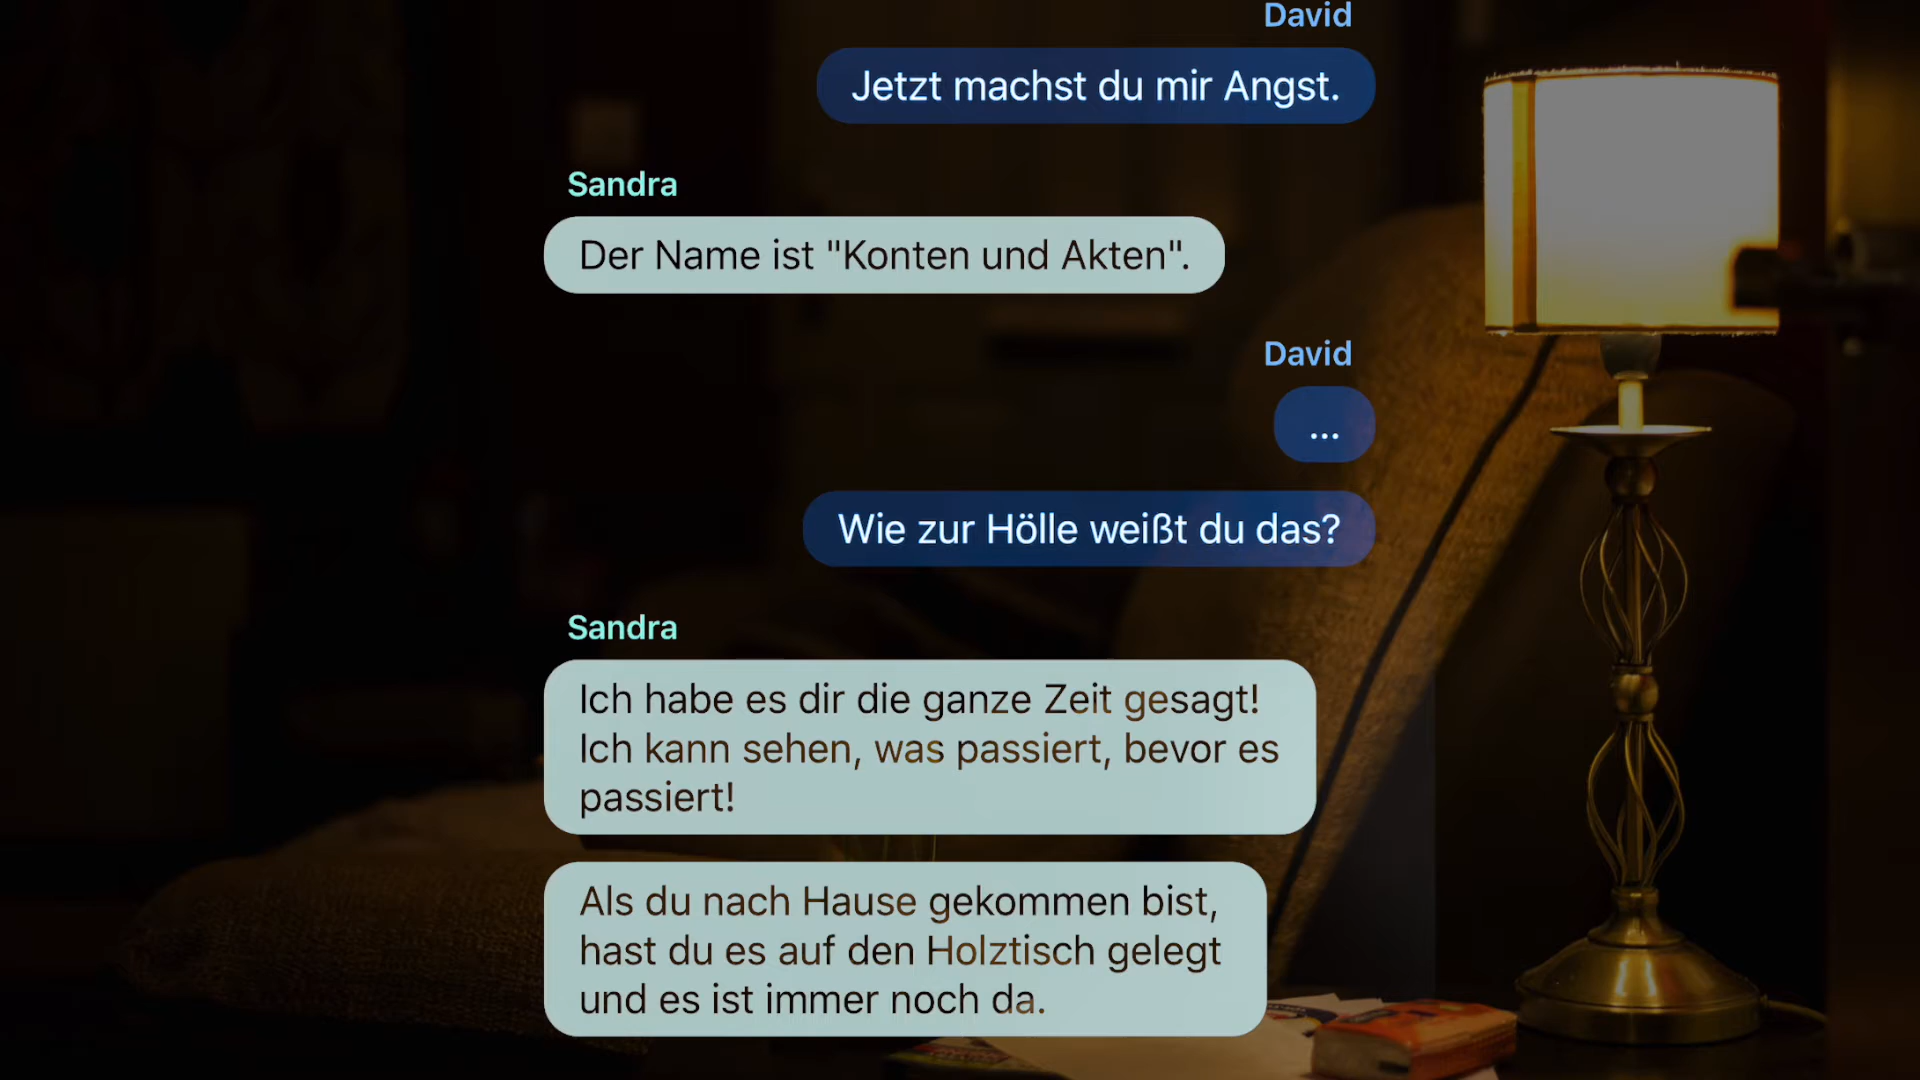 David
Jetzt machst du mir Angst.
Sandra
Der Name ist "Konten und Akten".
David
...
Wie zur Hölle weißt du das?
Sandra
Ich habe es dir die ganze Zeit gesagt!
Ich kann sehen, was passiert, bevor es
passiert!
Als du nach Hause gekommen bist,
hast du es auf den Holztisch gelegt
und es ist immer noch da.